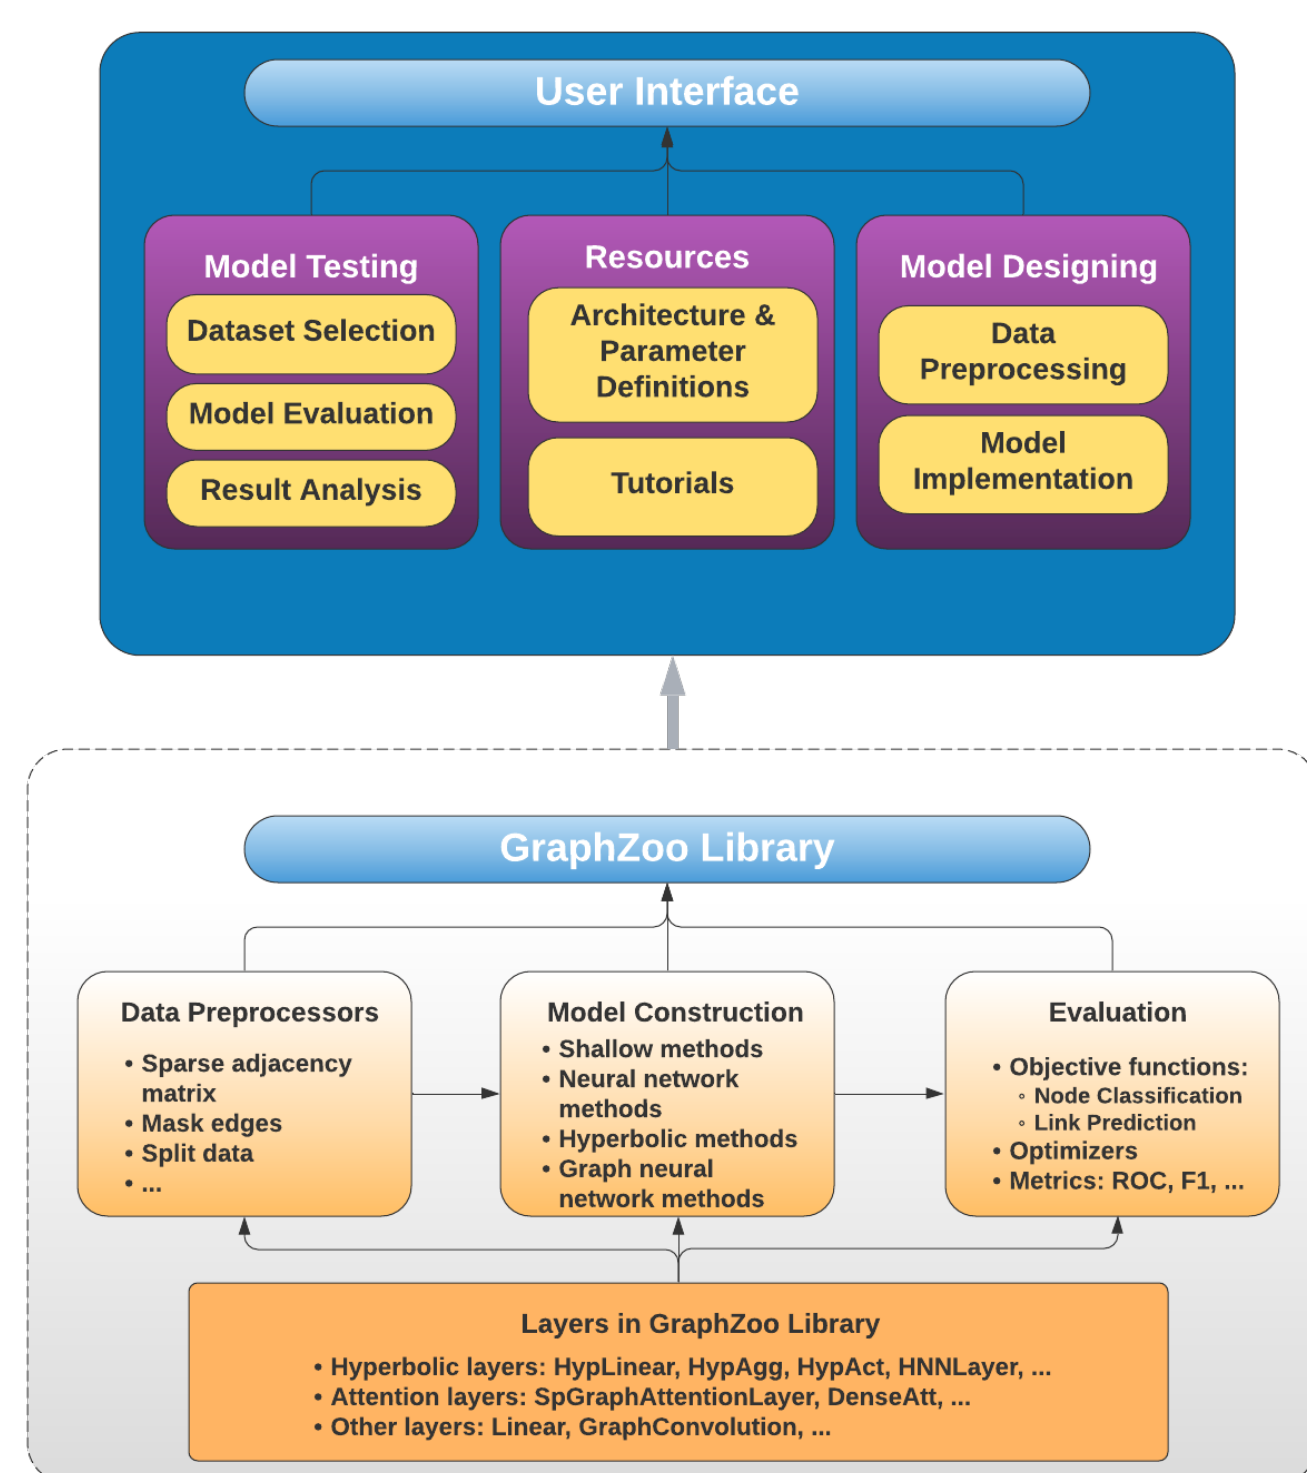 User Interface
Model Testing
Dataset Selection
Model Evaluation
Result Analysis
Resources
Architecture &
Parameter
Definitions
Tutorials
Model Designing
Data
Preprocessing
Model
Implementation
GraphZoo Library
Data Preprocessors
• Sparse adjacency
matrix
• Mask edges
• Split data
• ...
Model Construction
• Shallow methods
• Neural network
methods
• Hyperbolic methods
• Graph neural
network methods
Evaluation
• Objective functions:
◦ Node Classification
◦ Link Prediction
• Optimizers
• Metrics: ROC, F1, ...
Layers in GraphZoo Library
• Hyperbolic layers: HypLinear, HypAgg, HypAct, HNNLayer, ...
• Attention layers: SpGraphAttentionLayer, DenseAtt, ...
• Other layers: Linear, GraphConvolution, ...